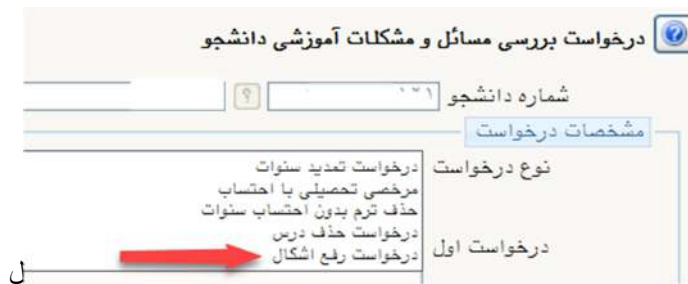 درخواست بررسی مسائل و مشکلات آموزشی دانشجو
شماره دانشجو
مشخصات درخواست
نوع درخواست
درخواست تمدید سنوات
مرخصی تحصیلی با احتساب
حذف ترم بدون احتساب سنوات
درخواست حذف درس
درخواست رفع اشکال
درخواست اول
ل